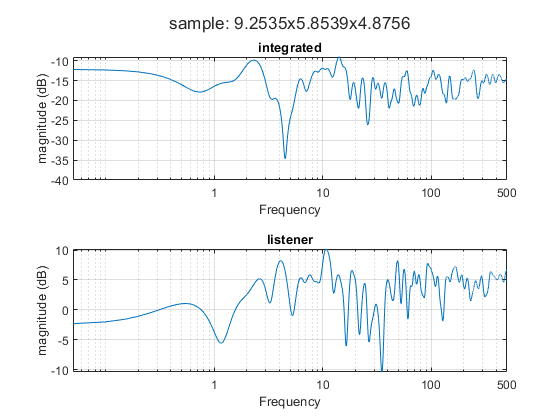 sample: 9.2535x5.8539x4.8756
integrated
magnitude (dB)
-10
-15
-20
-25
-30
-35
-40
1 10 100 500
Frequency
listener
magnitude (dB)
10
5
0
-5
-10
1 10 100 500
Frequency